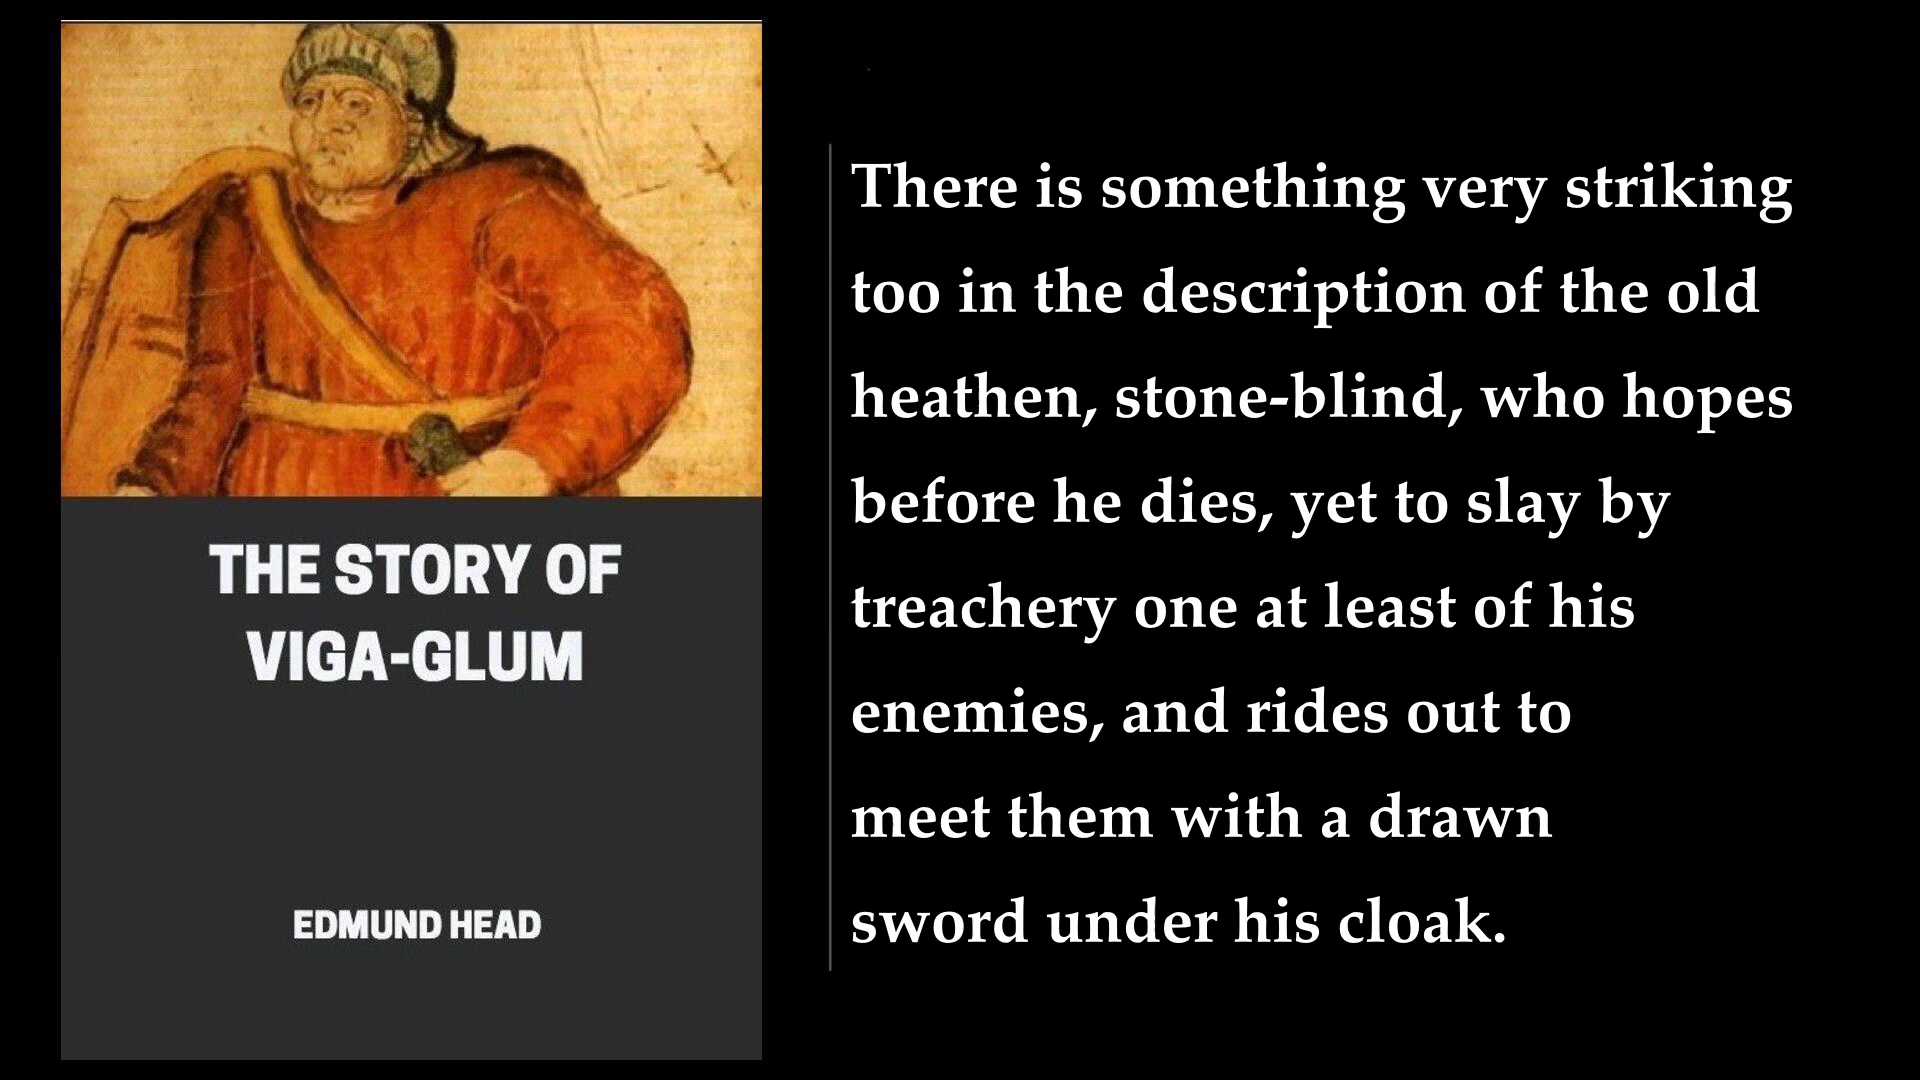 THE STORY OF
VIGA-GLUM
EDMUND HEAD
There is something very striking
too in the description of the old
heathen, stone-blind, who hopes
before he dies, yet to slay by
treachery one at least of his
enemies, and rides out to
meet them with a drawn
sword under his cloak.